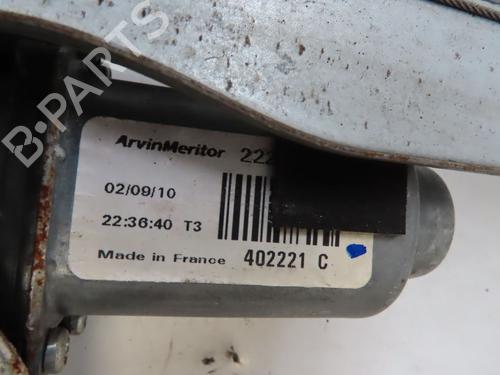 B-PARTS
ArvinMeritor 222
02/09/10
22:36:40 T3
Made in France 402221 C